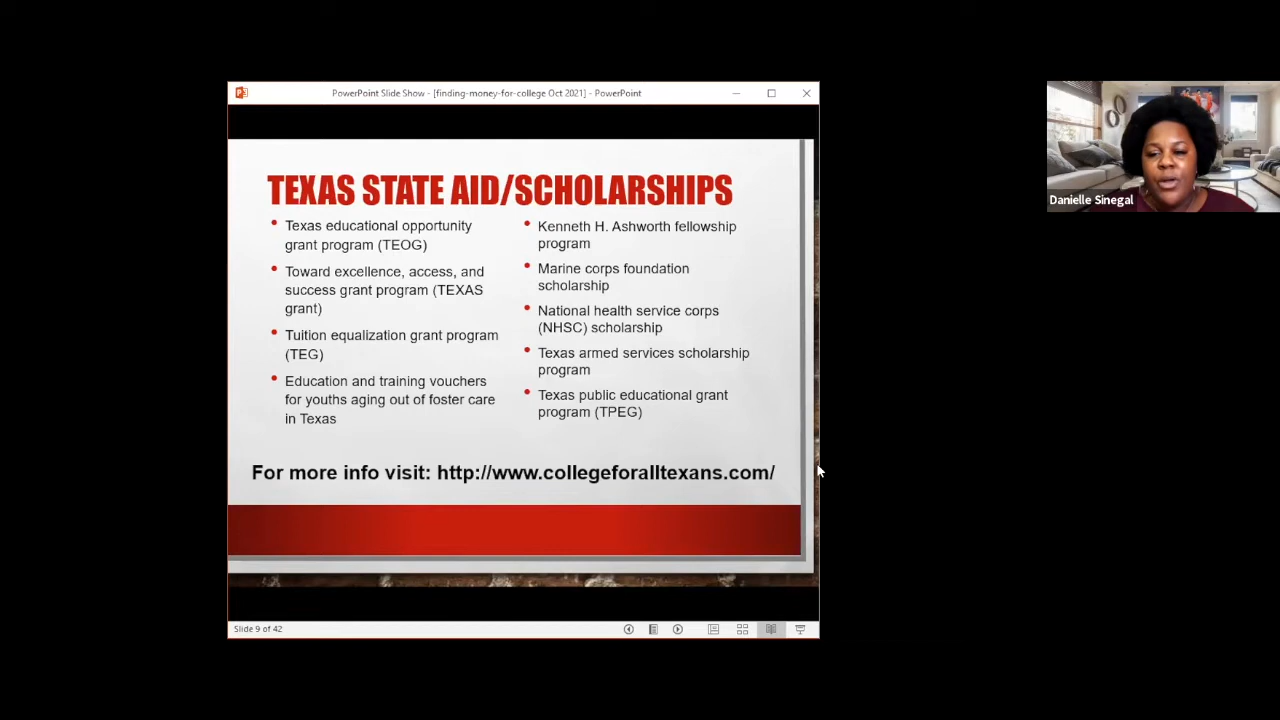 PowerPoint Slide Show - [finding-money-for-college Oct 2021] - PowerPoint
TEXAS STATE AID/SCHOLARSHIPS
Texas educational opportunity
grant program (TEOG)
Toward excellence, access, and
success grant program (TEXAS
grant)
Tuition equalization grant program
(TEG)
Education and training vouchers
for youths aging out of foster care
in Texas
Kenneth H. Ashworth fellowship
program
Marine corps foundation
scholarship
National health service corps
(NHSC) scholarship
Texas armed services scholarship
program
Texas public educational grant
program (TPEG)
For more info visit: http://www.collegeforalltexans.com/
Slide 9 of 42
Danielle Sinegal